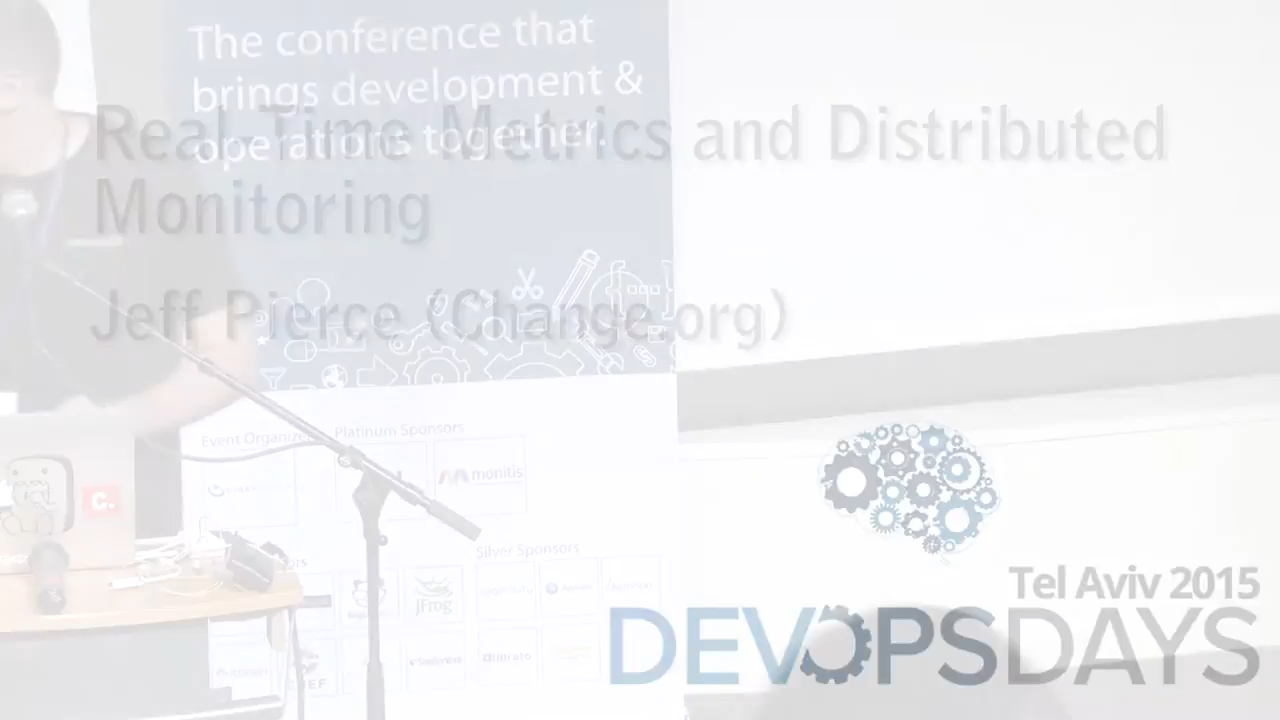 The conference that
brings development &
operations together.
Real-Time Metrics and Distributed
Monitoring
Jeff Pierce (Change.org)
Event Organizer
Platinum Sponsors
monitis
Silver Sponsors
JFrog
c.
Tel Aviv 2015
DEVOPSDAYS